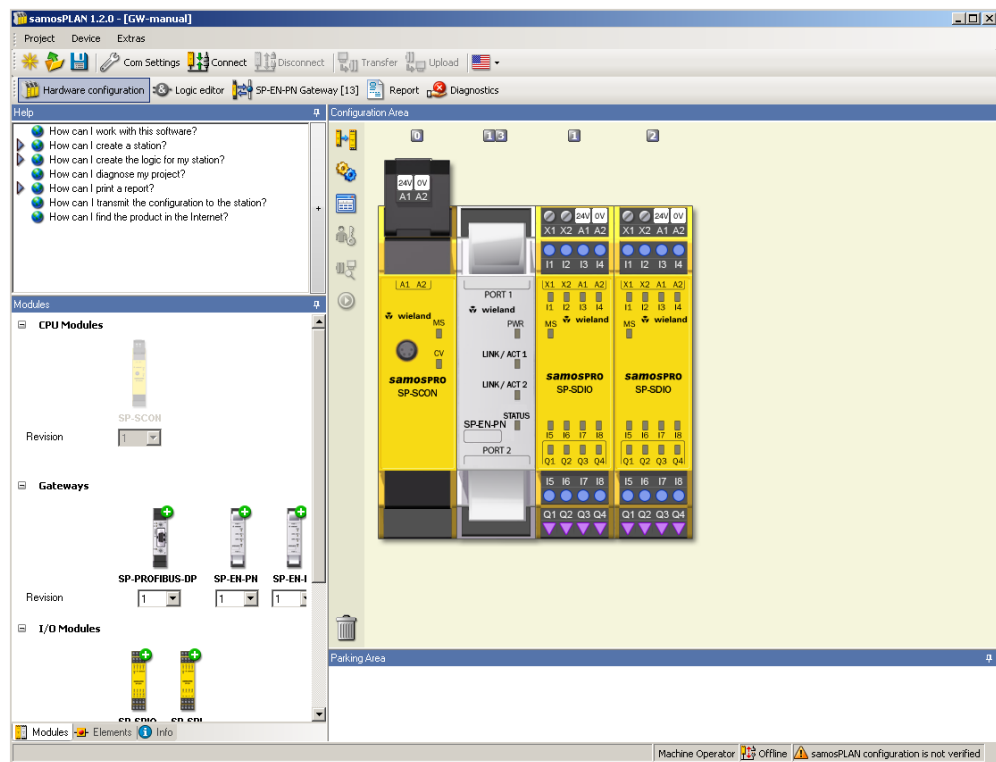 samosPLAN 1.2.0 - [GW-manual]
Project Device Extras
Com Settings Connect Disconnect Transfer Upload
Hardware configuration Logic editor SP-EN-PN Gateway [13] Report Diagnostics
Help
How can I work with this software?
How can I create a station?
How can I create the logic for my station?
How can I diagnose my project?
How can I print a report?
How can I transmit the configuration to the station?
How can I find the product in the Internet?
+
Modules
CPU Modules
SP-SCON
Revision 1
Gateways
SP-PROFIBUS-DP SP-EN-PN SP-EN-I
Revision 1 1 1
I/O Modules
SP-SDIO SP-SDI
Modules Elements Info
Configuration Area
0 13 1 2
24V 0V
A1 A2
A1 A2
wieland
MS
CV
samosPRO
SP-SCON
PORT 1
wieland
PWR
LINK / ACT 1
LINK / ACT 2
STATUS
SP-EN-PN
PORT 2
24V 0V
X1 X2 A1 A2
I1 I2 I3 I4
X1 X2 A1 A2
I1 I2 I3 I4
wieland
MS
samosPRO
SP-SDIO
I5 I6 I7 I8
Q1 Q2 Q3 Q4
I5 I6 I7 I8
Q1 Q2 Q3 Q4
24V 0V
X1 X2 A1 A2
I1 I2 I3 I4
X1 X2 A1 A2
I1 I2 I3 I4
wieland
MS
samosPRO
SP-SDIO
I5 I6 I7 I8
Q1 Q2 Q3 Q4
I5 I6 I7 I8
Q1 Q2 Q3 Q4
Parking Area
Machine Operator Offline samosPLAN configuration is not verified